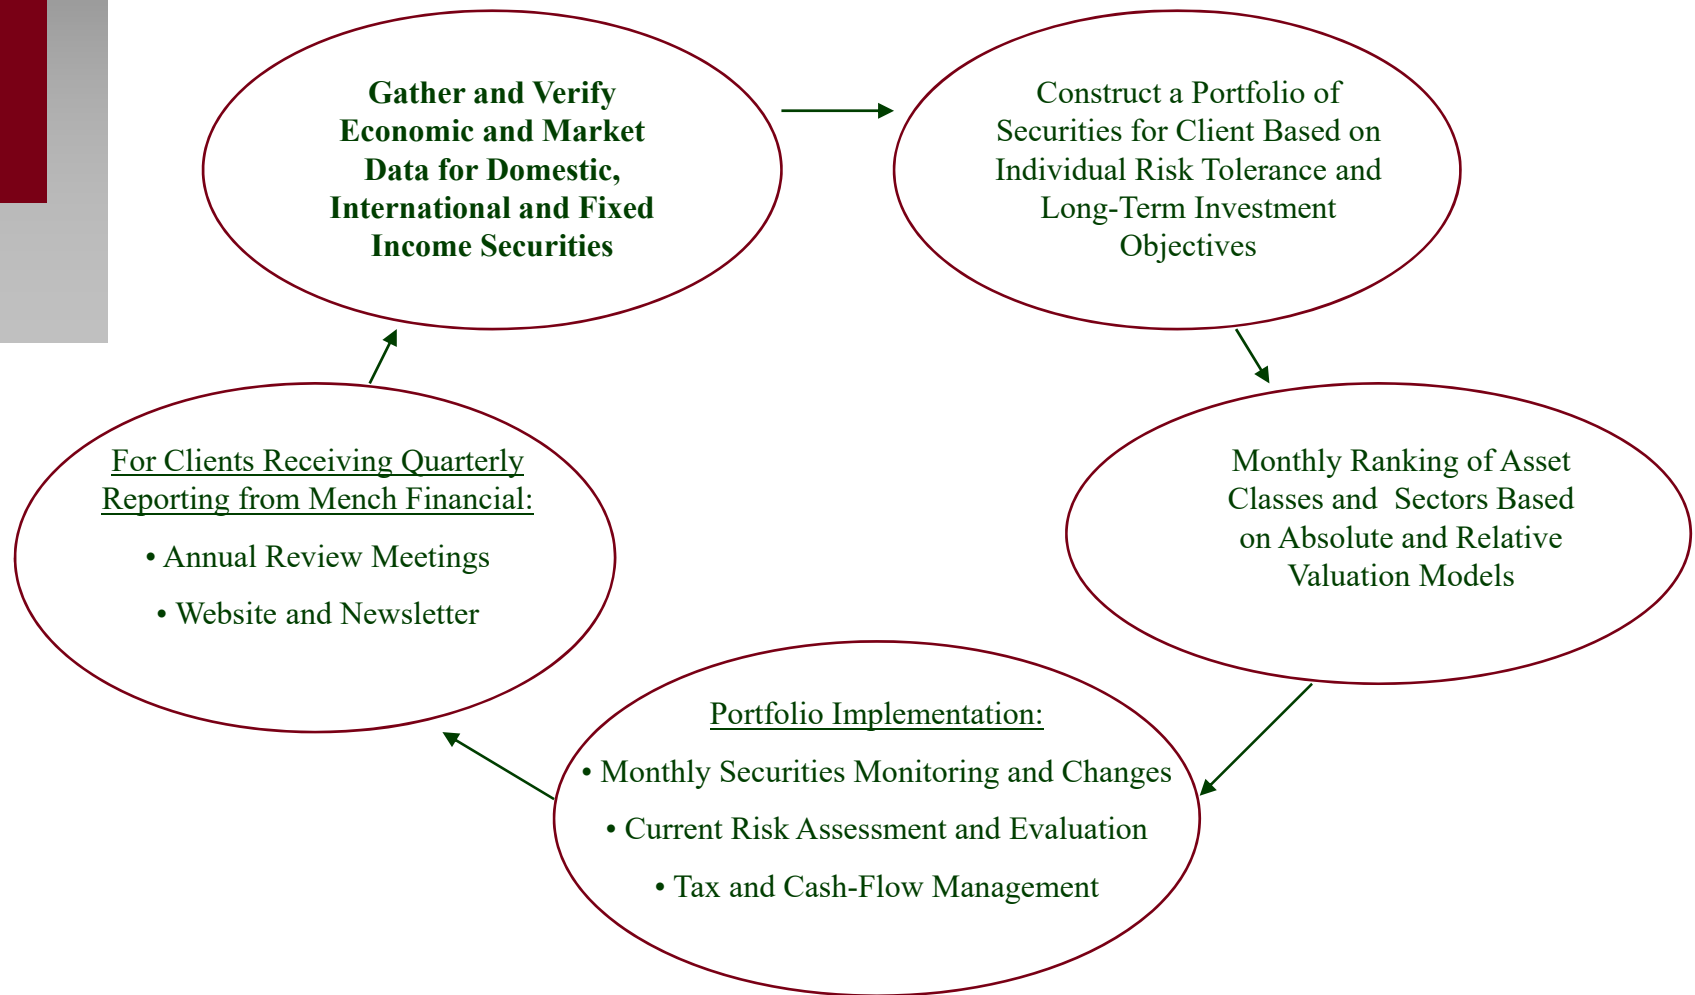 Gather and Verify
Economic and Market
Data for Domestic,
International and Fixed
Income Securities
Construct a Portfolio of
Securities for Client Based on
Individual Risk Tolerance and
Long-Term Investment
Objectives
Monthly Ranking of Asset
Classes and  Sectors Based
on Absolute and Relative
Valuation Models
Portfolio Implementation:
• Monthly Securities Monitoring and Changes
• Current Risk Assessment and Evaluation
• Tax and Cash-Flow Management
For Clients Receiving Quarterly
Reporting from Mench Financial:
• Annual Review Meetings
• Website and Newsletter